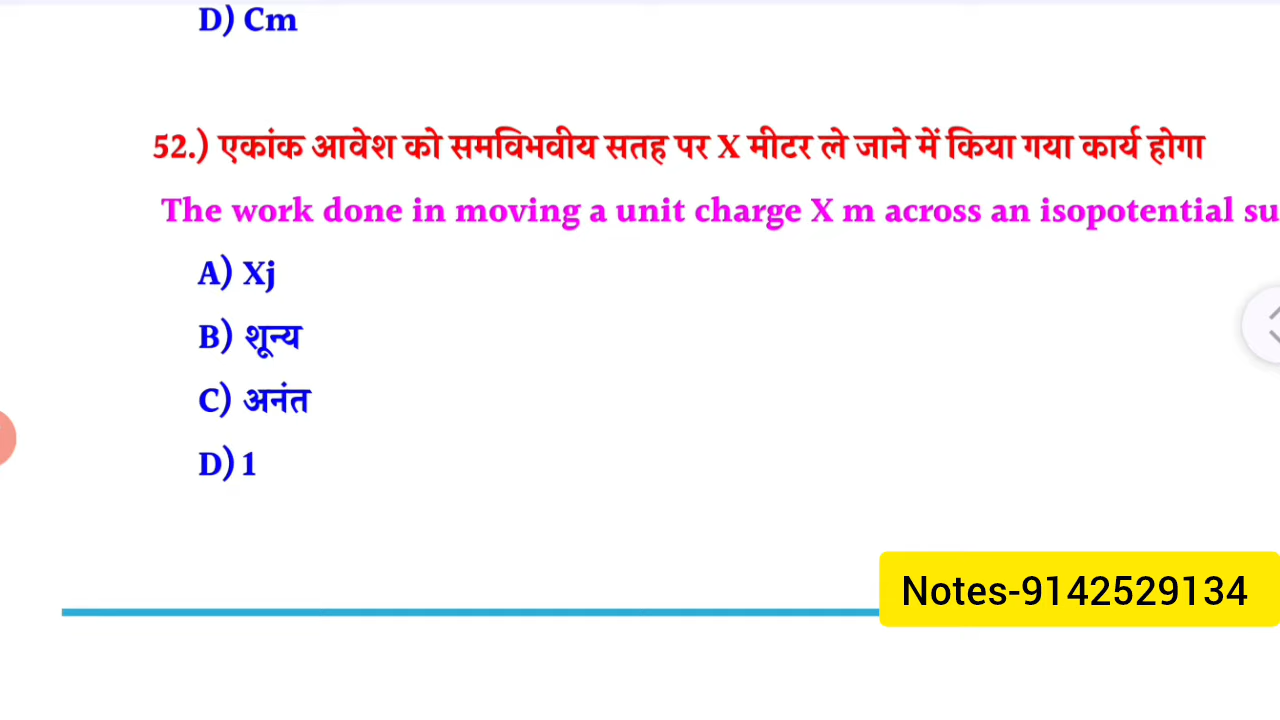 D) Cm
52.) एकांक आवेश को समविभवीय सतह पर X मीटर ले जाने में किया गया कार्य होगा
The work done in moving a unit charge X m across an isopotential su
A) Xj
B) शून्य
C) अनंत
D) 1
Notes-9142529134